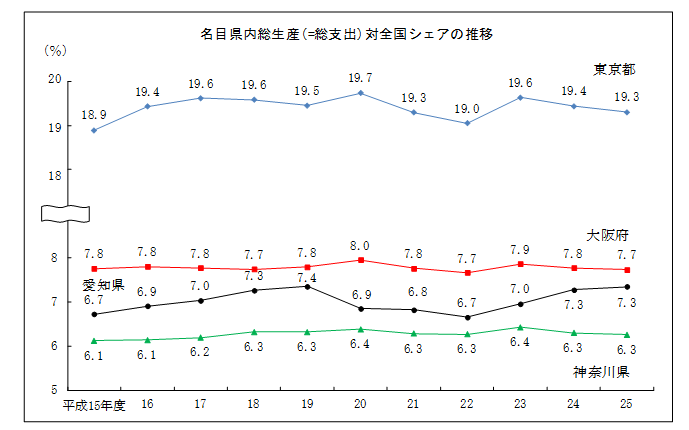 名目県内総生産(=総支出)対全国シェアの推移
(%)
東京都
20
19.4 19.6 19.6 19.5 19.7 19.3 19.0 19.6 19.4 19.3
18.9
19
18
大阪府
8
7.8 7.8 7.8 7.7 7.8 8.0 7.8 7.7 7.9 7.8 7.7
愛知県
6.7 6.9 7.0 7.3 7.4 6.9 6.8 6.7 7.0 7.3 7.3
7
6
6.1 6.1 6.2 6.3 6.3 6.4 6.3 6.3 6.4 6.3 6.3
神奈川県
5
平成15年度 16 17 18 19 20 21 22 23 24 25